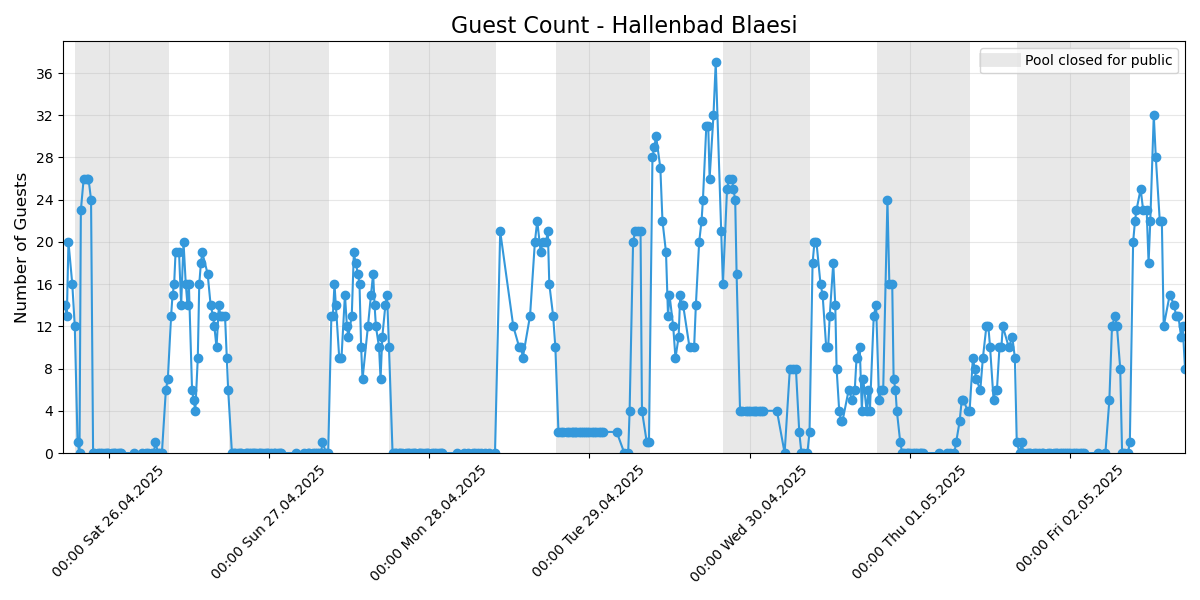 Guest Count - Hallenbad Blaesi
Pool closed for public
Number of Guests
36
32
28
24
20
16
12
8
4
0
00:00 Sat 26.04.2025
00:00 Sun 27.04.2025
00:00 Mon 28.04.2025
00:00 Tue 29.04.2025
00:00 Wed 30.04.2025
00:00 Thu 01.05.2025
00:00 Fri 02.05.2025